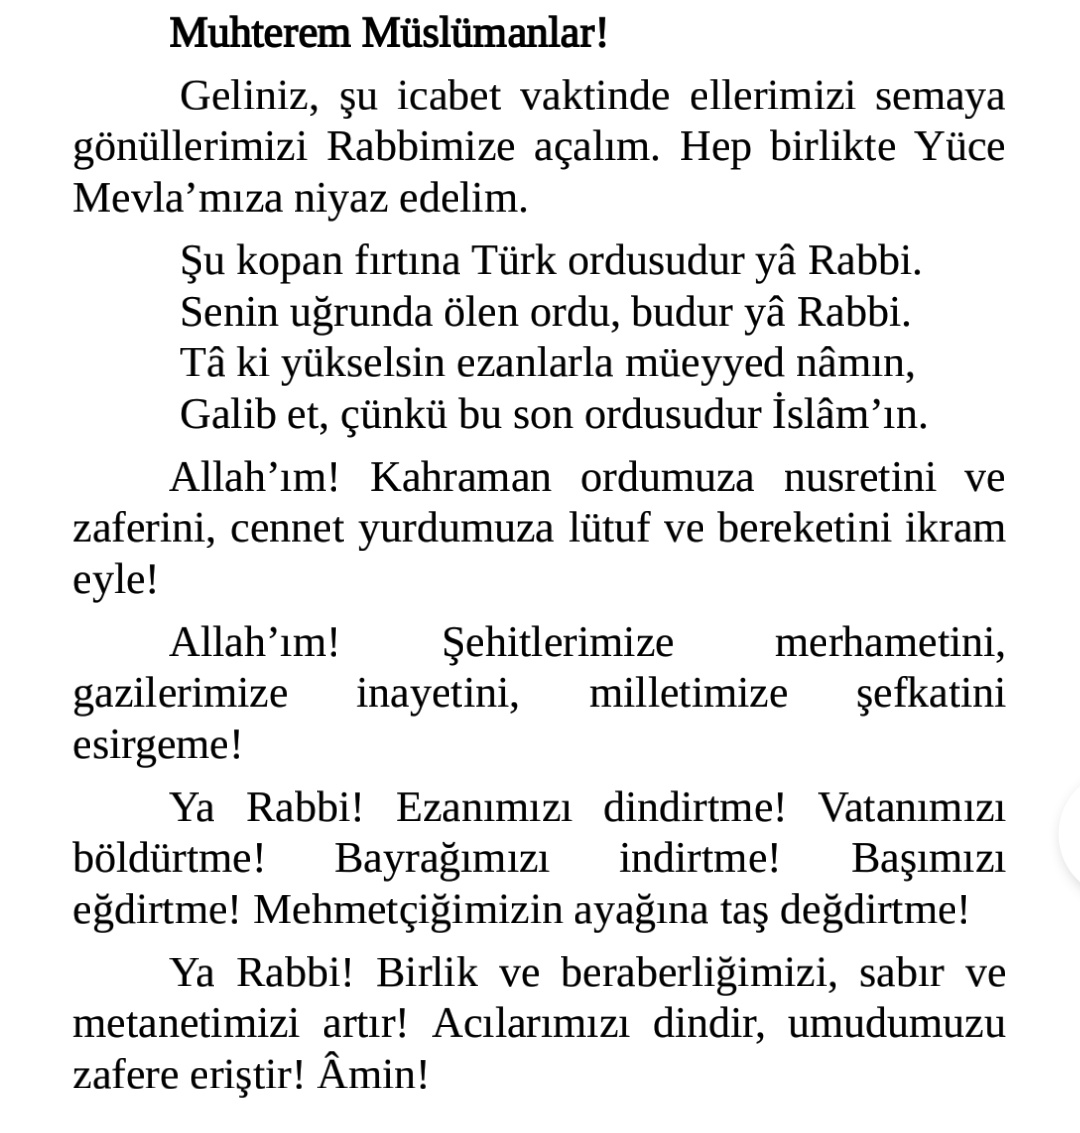 Muhterem Müslümanlar!
Geliniz, şu icabet vaktinde ellerimizi semaya
gönüllerimizi Rabbimize açalım. Hep birlikte Yüce
Mevla’mıza niyaz edelim.
Şu kopan fırtına Türk ordusudur yâ Rabbi.
Senin uğrunda ölen ordu, budur yâ Rabbi.
Tâ ki yükselsin ezanlarla müeyyed nâmın,
Galib et, çünkü bu son ordusudur İslâm’ın.
Allah’ım! Kahraman ordumuza nusretini ve
zaferini, cennet yurdumuza lütuf ve bereketini ikram
eyle!
Allah’ım! Şehitlerimize merhametini,
gazilerimize inayetini, milletimize şefkatini
esirgeme!
Ya Rabbi! Ezanımızı dindirtme! Vatanımızı
böldürtme! Bayrağımızı indirtme! Başımızı
eğdirtme! Mehmetçiğimizin ayağına taş değdirtme!
Ya Rabbi! Birlik ve beraberliğimizi, sabır ve
metanetimizi artır! Acılarımızı dindir, umudumuzu
zafere eriştir! Âmin!